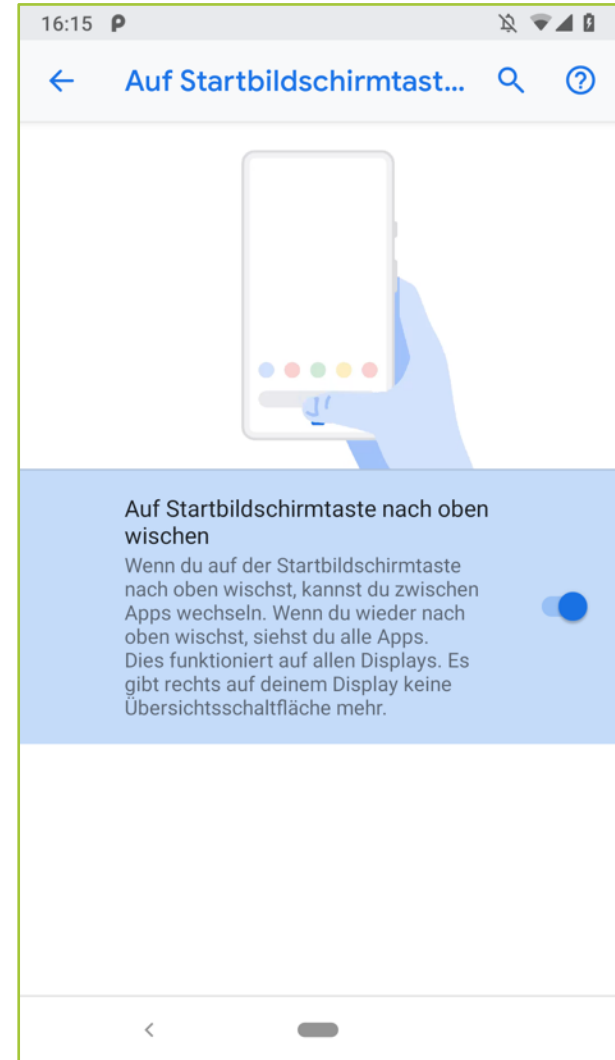 16:15
Auf Startbildschirmtast...
Auf Startbildschirmtaste nach oben
wischen
Wenn du auf der Startbildschirmtaste
nach oben wischst, kannst du zwischen
Apps wechseln. Wenn du wieder nach
oben wischst, siehst du alle Apps.
Dies funktioniert auf allen Displays. Es
gibt rechts auf deinem Display keine
Übersichtsschaltfläche mehr.